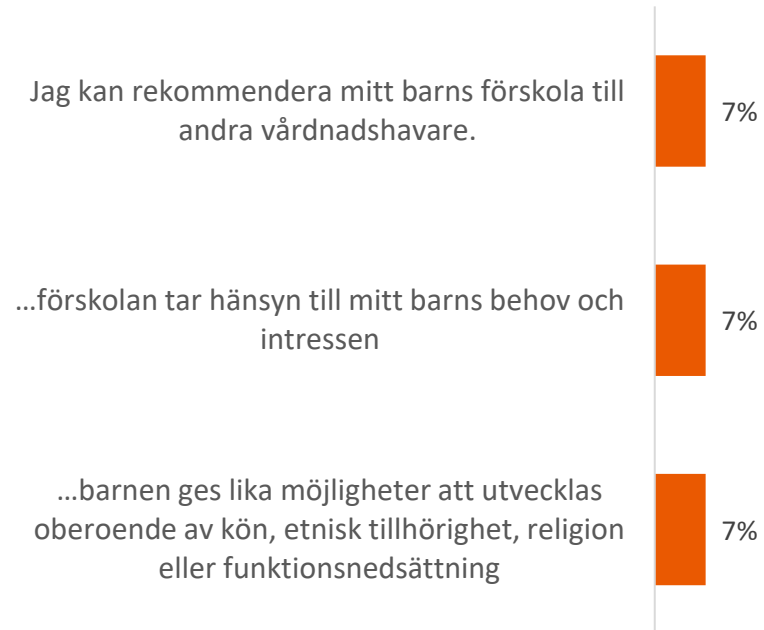 Jag kan rekommendera mitt barns förskola till
andra vårdnadshavare.
7%
...förskolan tar hänsyn till mitt barns behov och
intressen
7%
...barnen ges lika möjligheter att utvecklas
oberoende av kön, etnisk tillhörighet, religion
eller funktionsnedsättning
7%